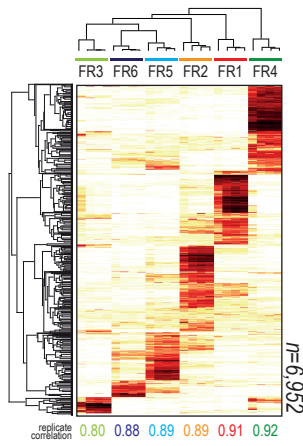 FR3 FR6 FR5 FR2 FR1 FR4
n=6,952
replicate
correlation 0.80 0.88 0.89 0.89 0.91 0.92